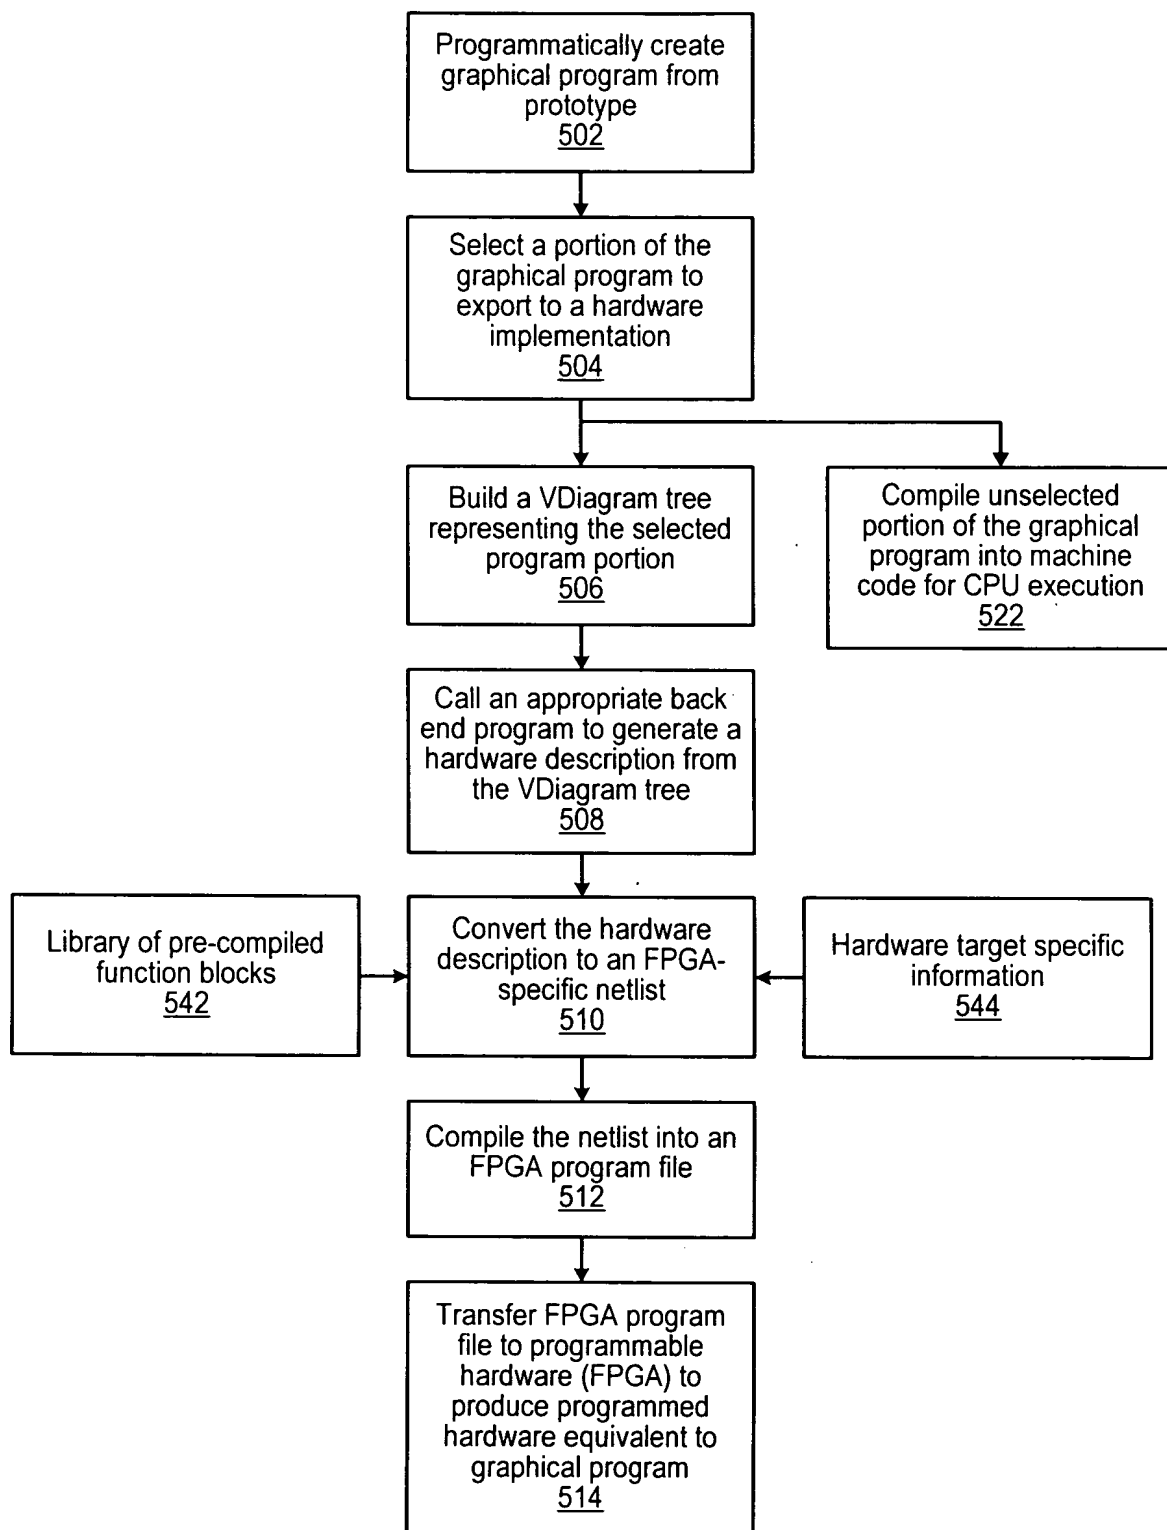 Programmatically create
graphical program from
prototype
502
Select a portion of the
graphical program to
export to a hardware
implementation
504
Build a VDiagram tree
representing the selected
program portion
506
Compile unselected
portion of the graphical
program into machine
code for CPU execution
522
Call an appropriate back
end program to generate a
hardware description from
the VDiagram tree
508
Library of pre-compiled
function blocks
542
Convert the hardware
description to an FPGA-
specific netlist
510
Hardware target specific
information
544
Compile the netlist into an
FPGA program file
512
Transfer FPGA program
file to programmable
hardware (FPGA) to
produce programmed
hardware equivalent to
graphical program
514